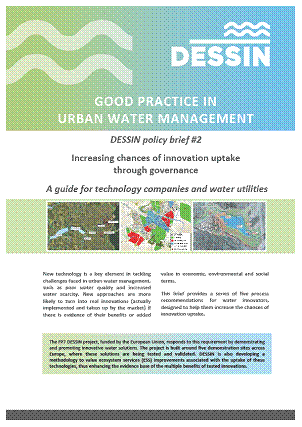 DESSIN
GOOD PRACTICE IN
URBAN WATER MANAGEMENT
DESSIN policy brief #2
Increasing chances of innovation uptake
through governance
A guide for technology companies and water utilities
New technology is a key element in tackling
challenges faced in urban water management,
such as poor water quality and increased
water scarcity. New approaches are more
likely to turn into real innovations (actually
implemented and taken up by the market) if
there is evidence of their benefits or added
value in economic, environmental and social
terms.
This brief provides a series of five process
recommendations for water innovators,
designed to help them increase the chances of
innovation uptake.
The FP7 DESSIN project, funded by the European Union, responds to this requirement by demonstrating
and promoting innovative water solutions. The project is built around five demonstration sites across
Europe, where these solutions are being tested and validated. DESSIN is also developing a
methodology to value ecosystem services (ESS) improvements associated with the uptake of these
technologies, thus enhancing the evidence base of the multiple benefits of tested innovations.